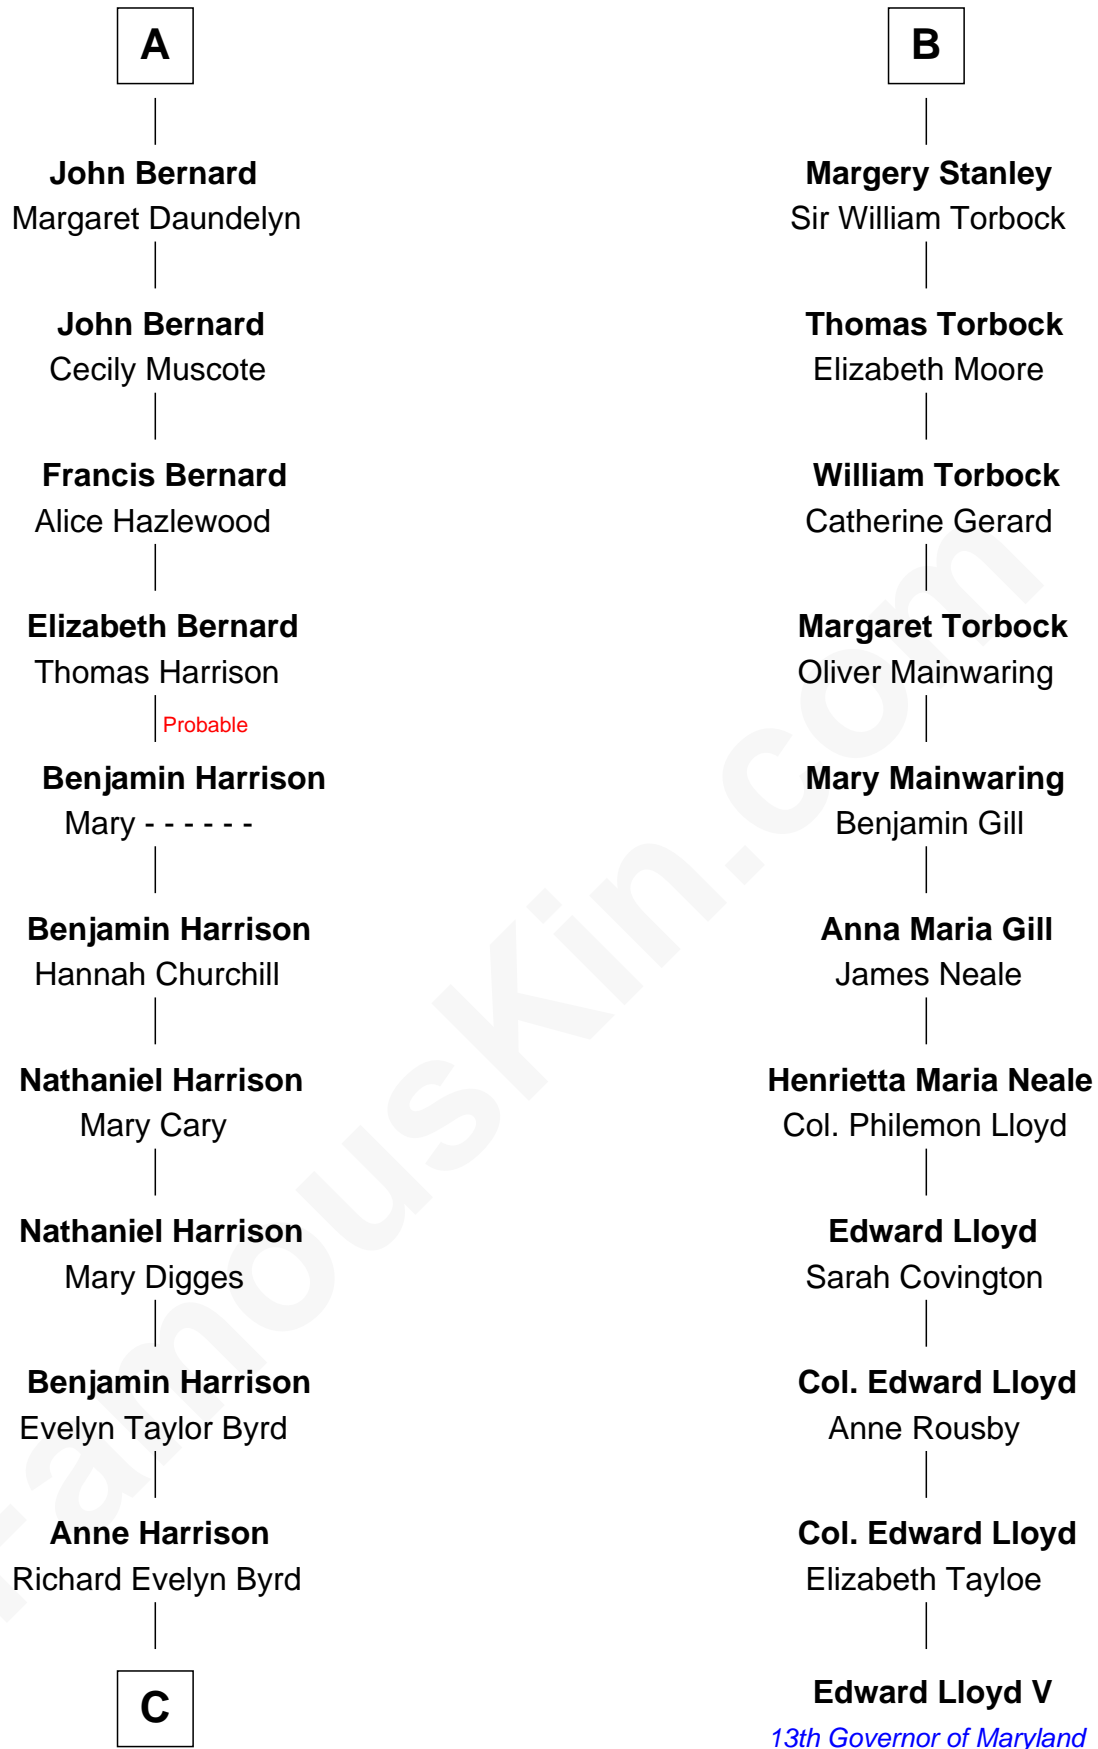 A
John Bernard
Margaret Daundelyn
John Bernard
Cecily Muscote
Francis Bernard
Alice Hazlewood
Elizabeth Bernard
Thomas Harrison
Probable
Benjamin Harrison
Mary - - - - - -
Benjamin Harrison
Hannah Churchill
Nathaniel Harrison
Mary Cary
Nathaniel Harrison
Mary Digges
Benjamin Harrison
Evelyn Taylor Byrd
Anne Harrison
Richard Evelyn Byrd
C
B
Margery Stanley
Sir William Torbock
Thomas Torbock
Elizabeth Moore
William Torbock
Catherine Gerard
Margaret Torbock
Oliver Mainwaring
Mary Mainwaring
Benjamin Gill
Anna Maria Gill
James Neale
Henrietta Maria Neale
Col. Philemon Lloyd
Edward Lloyd
Sarah Covington
Col. Edward Lloyd
Anne Rousby
Col. Edward Lloyd
Elizabeth Tayloe
Edward Lloyd V
13th Governor of Maryland
FamousKin.com